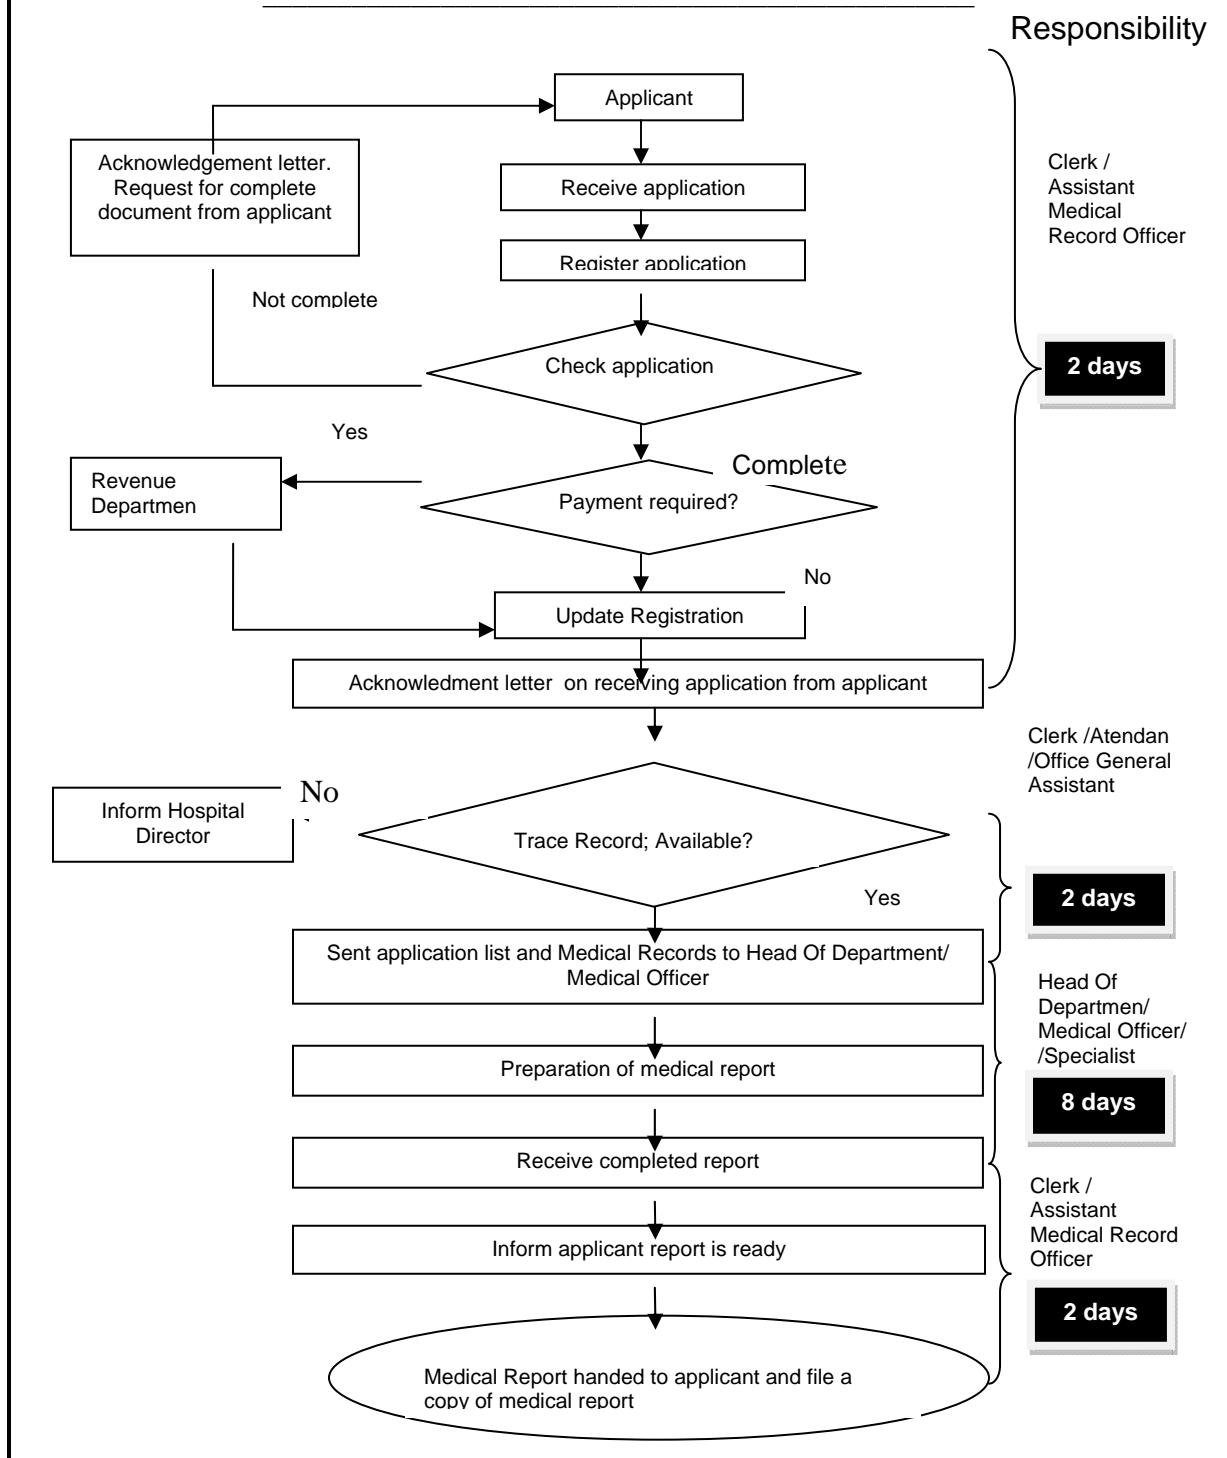 Responsibility
Applicant
Acknowledgement letter.
Request for complete
document from applicant
Clerk /
Assistant
Medical
Record Officer
Receive application
Register application
Not complete
Check application
2 days
Yes
Complete
Revenue
Departmen
Payment required?
No
Update Registration
Acknowledment letter  on receiving application from applicant
Clerk /Atendan
/Office General
Assistant
No
Inform Hospital
Director
Trace Record; Available?
Yes
2 days
Sent application list and Medical Records to Head Of Department/
Medical Officer
Head Of
Departmen/
Medical Officer/
/Specialist
Preparation of medical report
8 days
Receive completed report
Clerk /
Assistant
Medical Record
Officer
Inform applicant report is ready
2 days
Medical Report handed to applicant and file a
copy of medical report